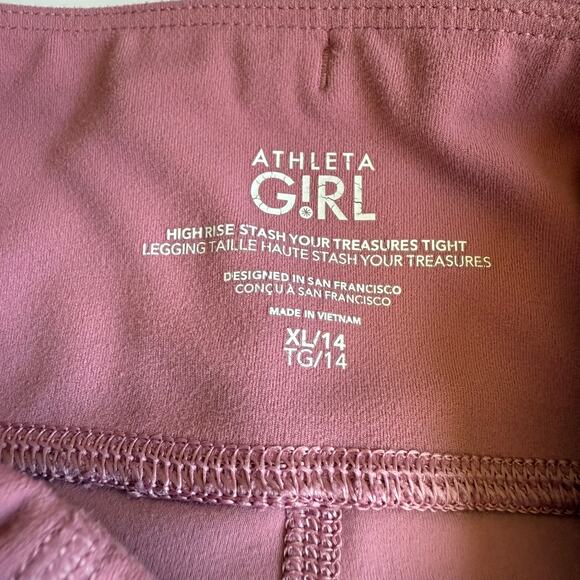 ATHLETA
G!RL
HIGH RISE STASH YOUR TREASURES TIGHT
LEGGING TAILLE HAUTE STASH YOUR TREASURES
DESIGNED IN SAN FRANCISCO
CONÇU À SAN FRANCISCO
MADE IN VIETNAM
XL/14
TG/14